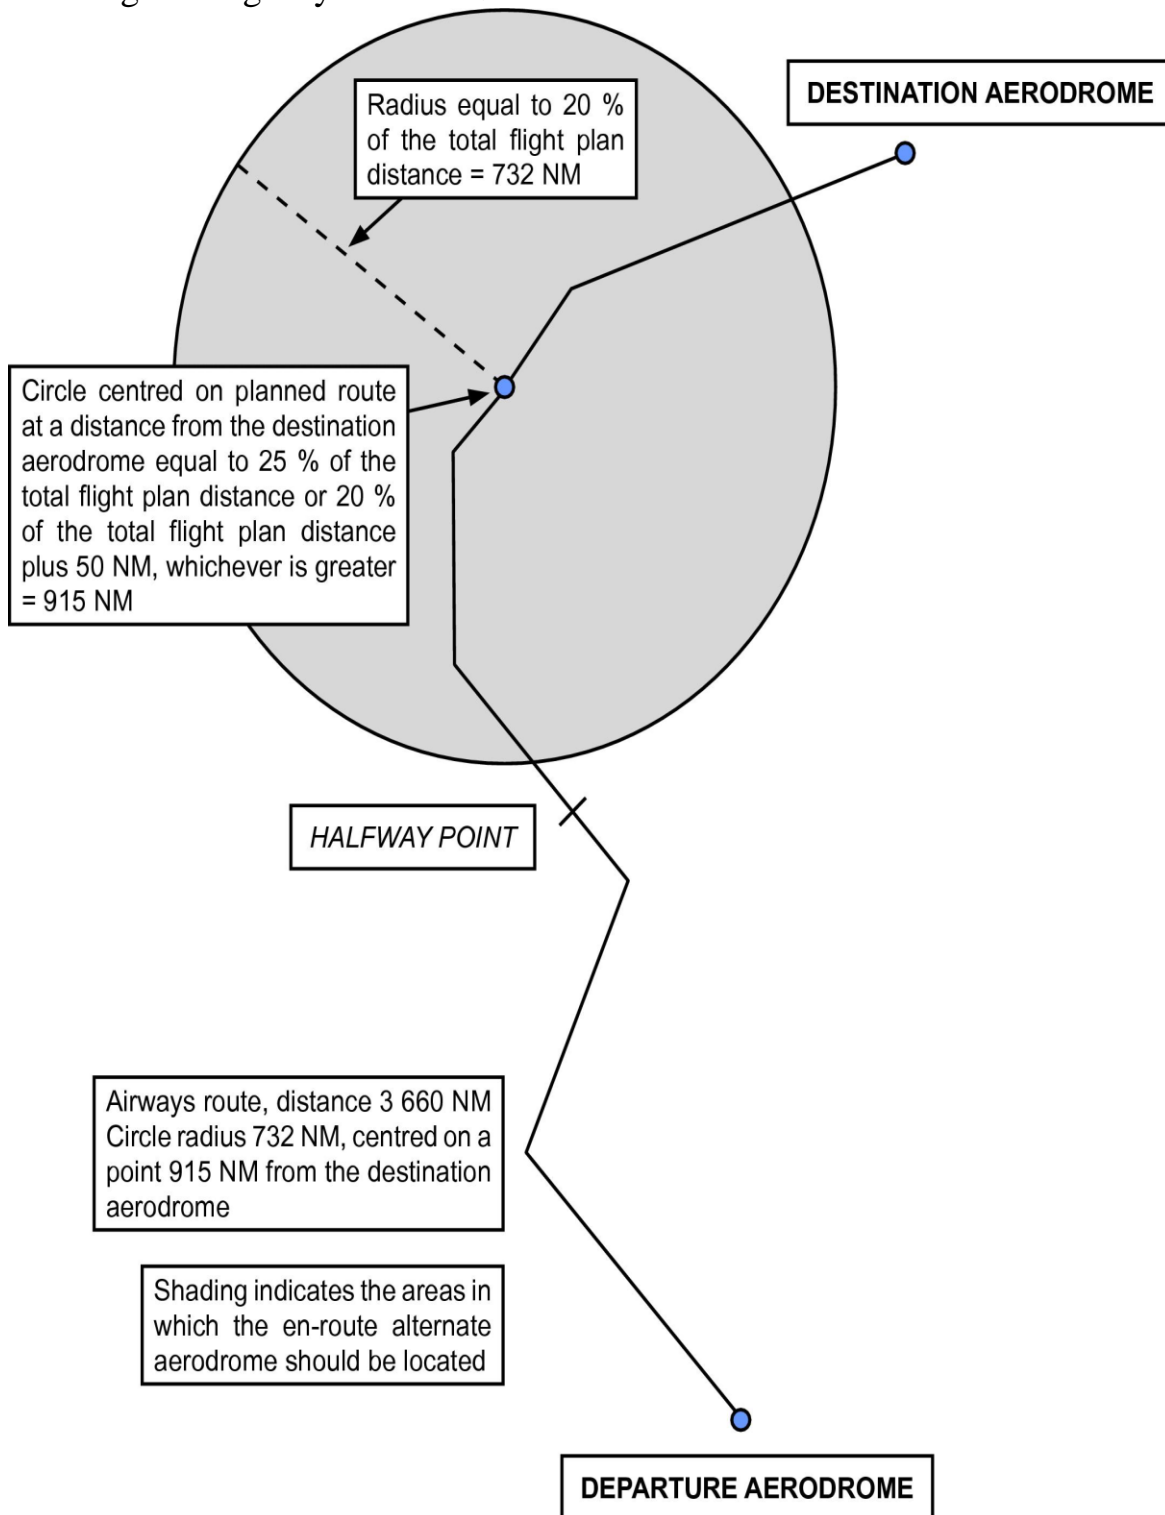 Radius equal to 20 %
of the total flight plan
distance = 732 NM
DESTINATION AERODROME
Circle centred on planned route
at a distance from the destination
aerodrome equal to 25 % of the
total flight plan distance or 20 %
of the total flight plan distance
plus 50 NM, whichever is greater
= 915 NM
HALFWAY POINT
Airways route, distance 3 660 NM
Circle radius 732 NM, centred on a
point 915 NM from the destination
aerodrome
Shading indicates the areas in
which the en-route alternate
aerodrome should be located
DEPARTURE AERODROME